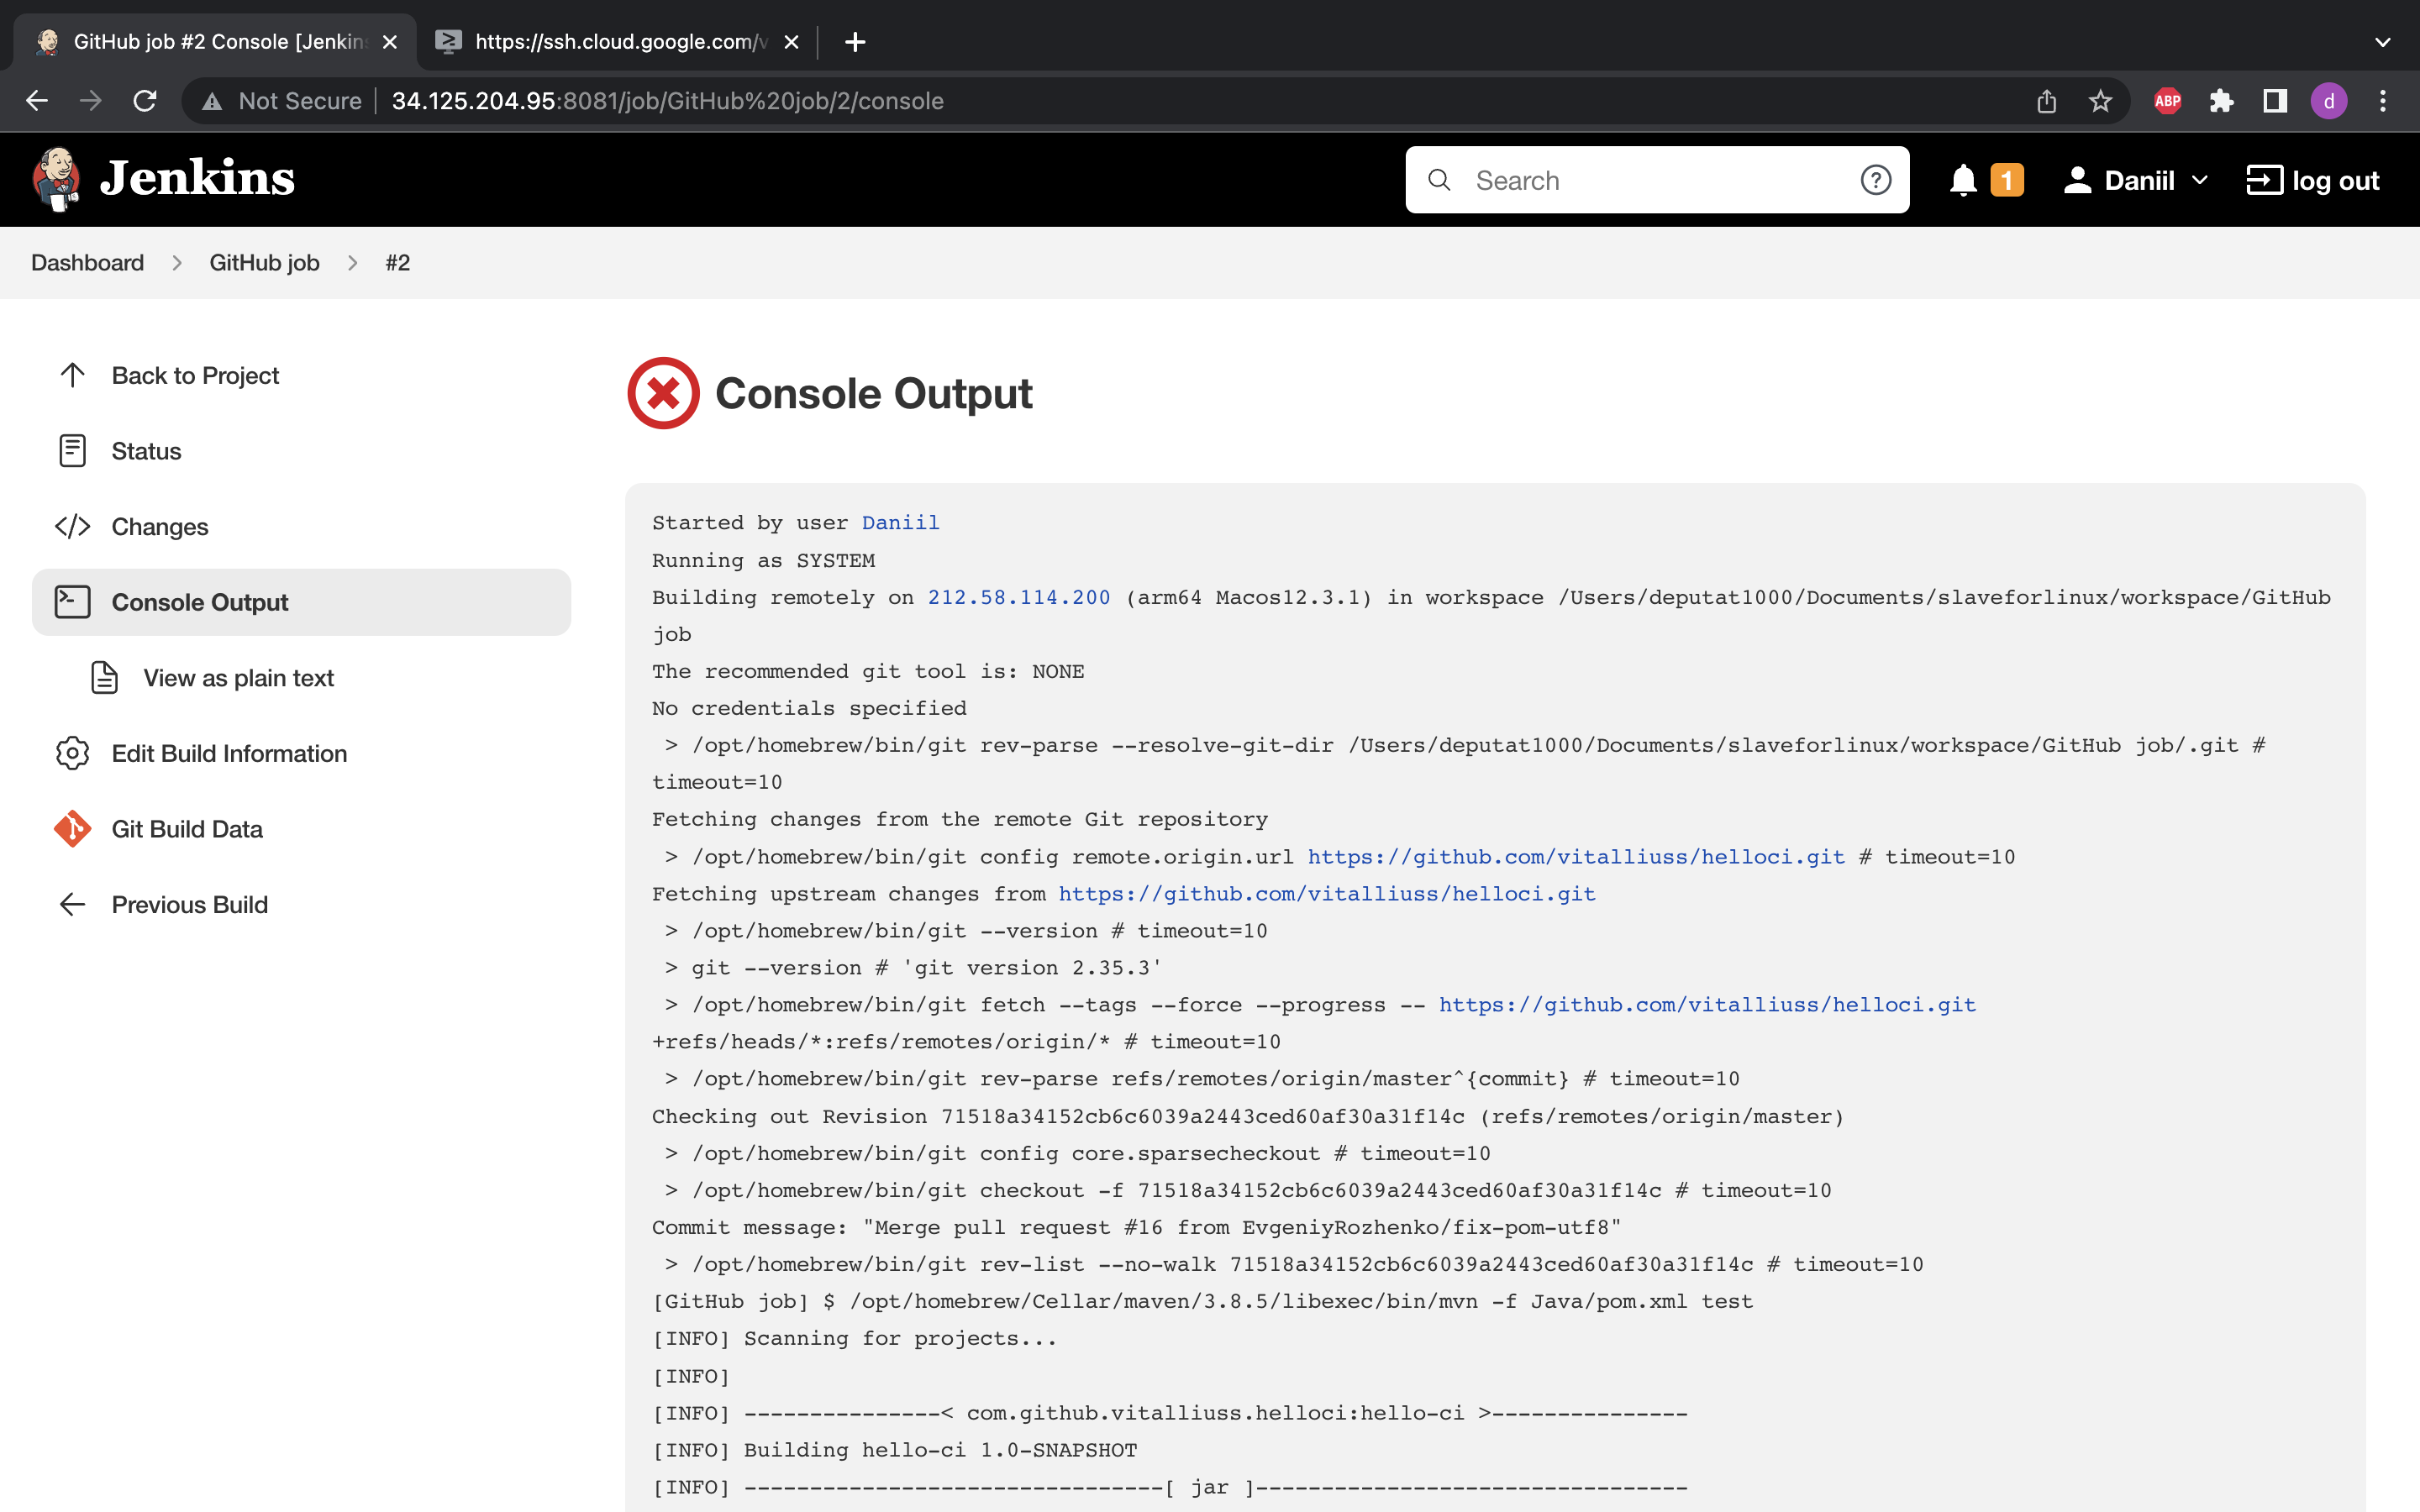 GitHub job #2 Console [Jenkin
https://ssh.cloud.google.com/v
Not Secure
34.125.204.95:8081/job/GitHub%20job/2/console
ABP
d
Jenkins
Search
?
1
Daniil
log out
Dashboard
GitHub job
#2
Back to Project
Status
Changes
Console Output
View as plain text
Edit Build Information
Git Build Data
Previous Build
Console Output
Started by user Daniil
Running as SYSTEM
Building remotely on 212.58.114.200 (arm64 Macos12.3.1) in workspace /Users/deputat1000/Documents/slaveforlinux/workspace/GitHub
job
The recommended git tool is: NONE
No credentials specified
> /opt/homebrew/bin/git rev-parse --resolve-git-dir /Users/deputat1000/Documents/slaveforlinux/workspace/GitHub job/.git #
timeout=10
Fetching changes from the remote Git repository
> /opt/homebrew/bin/git config remote.origin.url https://github.com/vitalliuss/helloci.git # timeout=10
Fetching upstream changes from https://github.com/vitalliuss/helloci.git
> /opt/homebrew/bin/git --version # timeout=10
> git --version # 'git version 2.35.3'
> /opt/homebrew/bin/git fetch --tags --force --progress -- https://github.com/vitalliuss/helloci.git
+refs/heads/*:refs/remotes/origin/* # timeout=10
> /opt/homebrew/bin/git rev-parse refs/remotes/origin/master^{commit} # timeout=10
Checking out Revision 71518a34152cb6c6039a2443ced60af30a31f14c (refs/remotes/origin/master)
> /opt/homebrew/bin/git config core.sparsecheckout # timeout=10
> /opt/homebrew/bin/git checkout -f 71518a34152cb6c6039a2443ced60af30a31f14c # timeout=10
Commit message: "Merge pull request #16 from EvgeniyRozhenko/fix-pom-utf8"
> /opt/homebrew/bin/git rev-list --no-walk 71518a34152cb6c6039a2443ced60af30a31f14c # timeout=10
[GitHub job] $ /opt/homebrew/Cellar/maven/3.8.5/libexec/bin/mvn -f Java/pom.xml test
[INFO] Scanning for projects...
[INFO]
[INFO] ---------------< com.github.vitalliuss.helloci:hello-ci >---------------
[INFO] Building hello-ci 1.0-SNAPSHOT
[INFO] --------------------------------[ jar ]---------------------------------